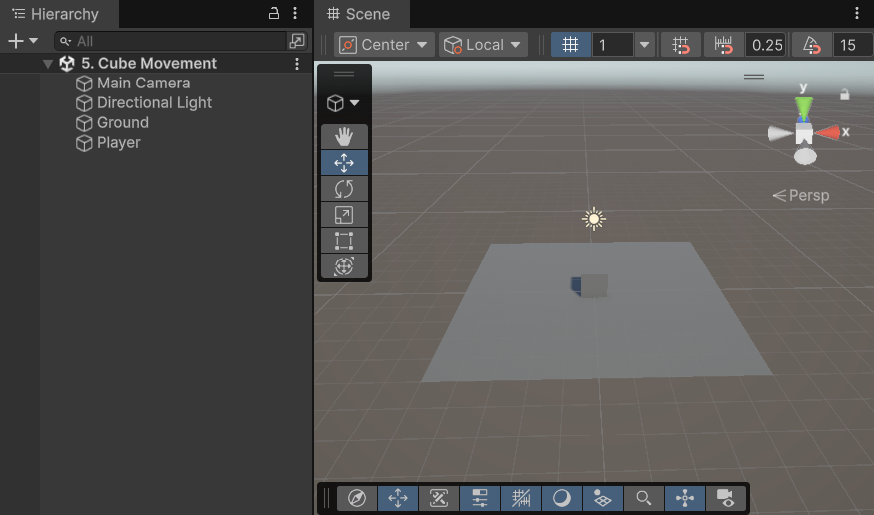 Hierarchy
Scene
All
Center
Local
1
0.25
15
5. Cube Movement
Main Camera
Directional Light
Ground
Player
y
x
Persp